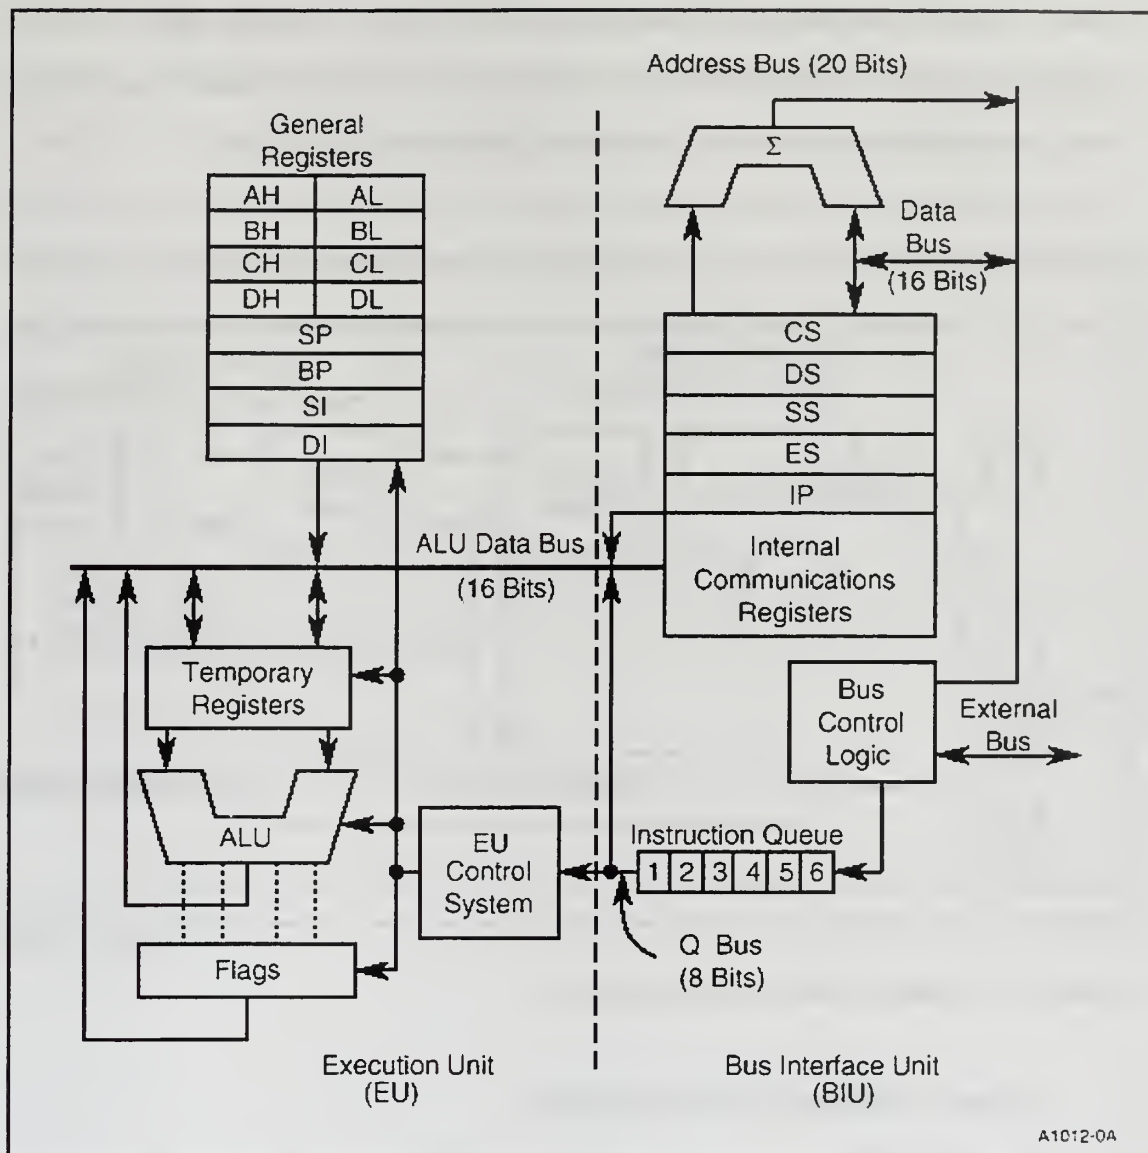 Address Bus (20 Bits)
General
Registers
AH AL
BH BL
CH CL
DH DL
SP
BP
SI
DI
Σ
Data
Bus
(16 Bits)
CS
DS
SS
ES
IP
Internal
Communications
Registers
ALU Data Bus
(16 Bits)
Temporary
Registers
ALU
Flags
EU
Control
System
Bus
Control
Logic
External
Bus
Instruction Queue
1 2 3 4 5 6
Q Bus
(8 Bits)
Execution Unit
(EU)
Bus Interface Unit
(BIU)
A1012-0A